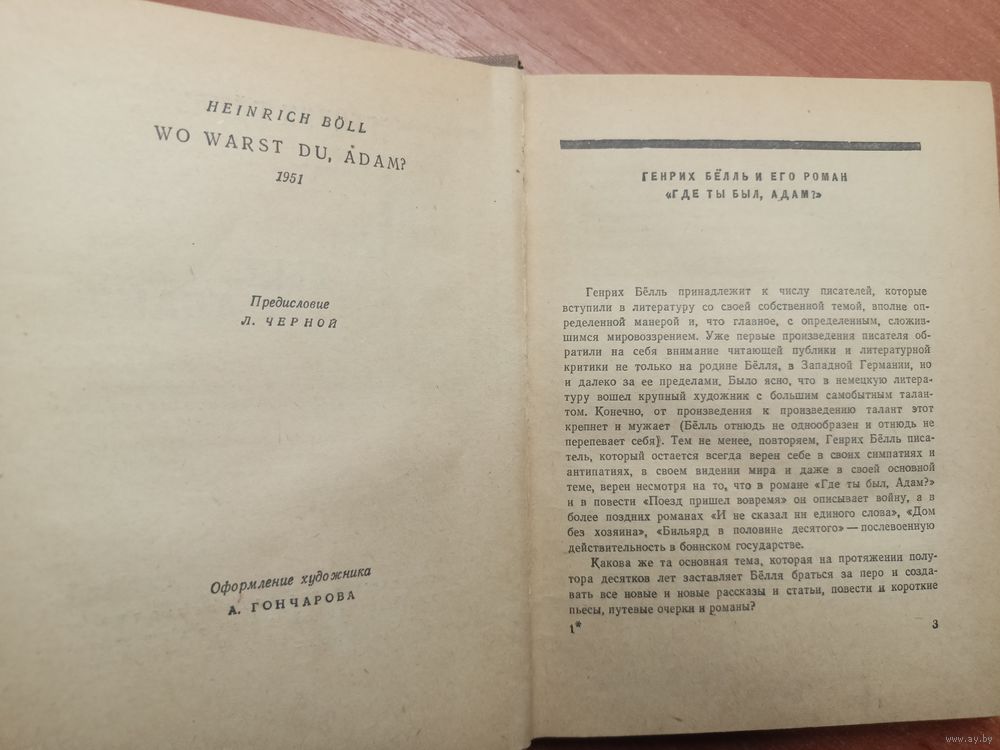 HEINRICH BÖLL
WO WARST DU, ADAM?
1951
Предисловие
Л. ЧЕРНОЙ
Оформление художника
А. ГОНЧАРОВА
ГЕНРИХ БЁЛЛЬ И ЕГО РОМАН
«ГДЕ ТЫ БЫЛ, АДАМ?»
Генрих Бёлль принадлежит к числу писателей, которые
вступили в литературу со своей собственной темой, вполне оп-
ределенной манерой и, что главное, с определенным, сложив-
шимся мировоззрением. Уже первые произведения писателя об-
ратили на себя внимание читающей публики и литературной
критики не только на родине Бёлля, в Западной Германии, но
и далеко за ее пределами. Было ясно, что в немецкую литера-
туру вошел крупный художник с большим самобытным талан-
том. Конечно, от произведения к произведению талант этот
крепнет и мужает (Бёлль отнюдь не однообразен и отнюдь не
перепевает себя). Тем не менее, повторяем, Генрих Бёлль писа-
тель, который остается всегда верен себе в своих симпатиях и
антипатиях, в своем видении мира и даже в своей основной
теме, верен несмотря на то, что в романе «Где ты был, Адам?»
и в повести «Поезд пришел вовремя» он описывает войну, а в
более поздних романах «И не сказал ни единого слова», «Дом
без хозяина», «Бильярд в половине десятого» — послевоенную
действительность в боннском государстве.
Какова же та основная тема, которая на протяжении полу-
тора десятков лет заставляет Бёлля браться за перо и созда-
вать все новые и новые рассказы и статьи, повести и короткие
пьесы, путевые очерки и романы?
1* 3
www.ay.by